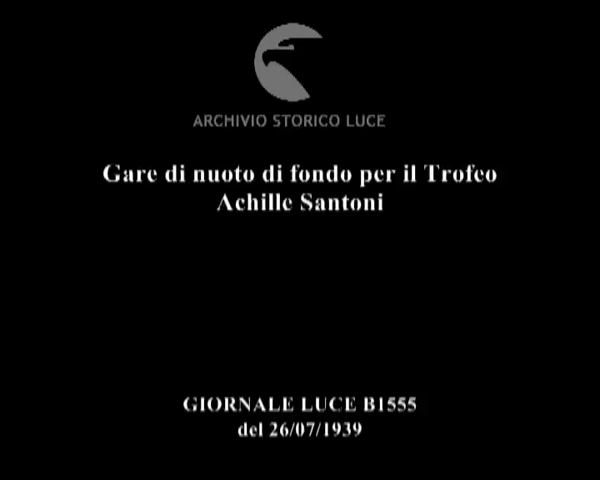 ARCHIVIO STORICO LUCE
Gare di nuoto di fondo per il Trofeo
Achille Santoni
GIORNALE LUCE B1555
del 26/07/1939